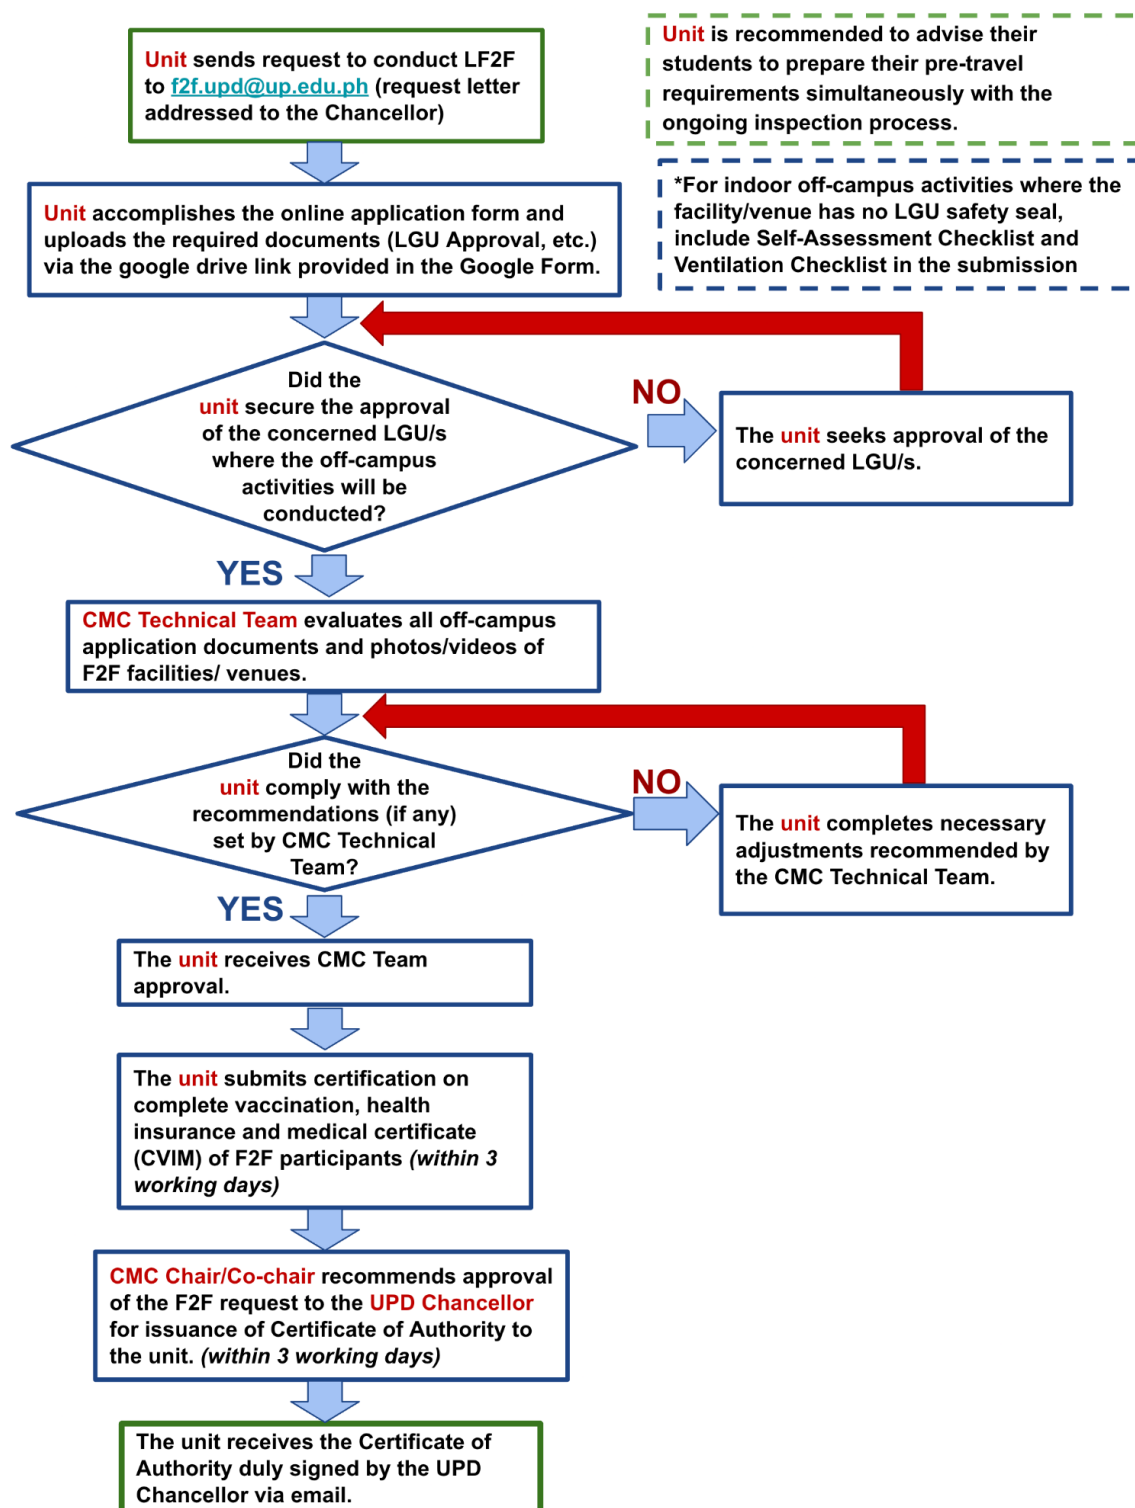 Unit sends request to conduct LF2F
to f2f.upd@up.edu.ph (request letter
addressed to the Chancellor)
Unit is recommended to advise their
students to prepare their pre-travel
requirements simultaneously with the
ongoing inspection process.
*For indoor off-campus activities where the
facility/venue has no LGU safety seal,
include Self-Assessment Checklist and
Ventilation Checklist in the submission
Unit accomplishes the online application form and
uploads the required documents (LGU Approval, etc.)
via the google drive link provided in the Google Form.
Did the
unit secure the approval
of the concerned LGU/s
where the off-campus
activities will be
conducted?
NO
The unit seeks approval of the
concerned LGU/s.
YES
CMC Technical Team evaluates all off-campus
application documents and photos/videos of
F2F facilities/ venues.
Did the
unit comply with the
recommendations (if any)
set by CMC Technical
Team?
NO
The unit completes necessary
adjustments recommended by
the CMC Technical Team.
YES
The unit receives CMC Team
approval.
The unit submits certification on
complete vaccination, health
insurance and medical certificate
(CVIM) of F2F participants (within 3
working days)
CMC Chair/Co-chair recommends approval
of the F2F request to the UPD Chancellor
for issuance of Certificate of Authority to
the unit. (within 3 working days)
The unit receives the Certificate of
Authority duly signed by the UPD
Chancellor via email.